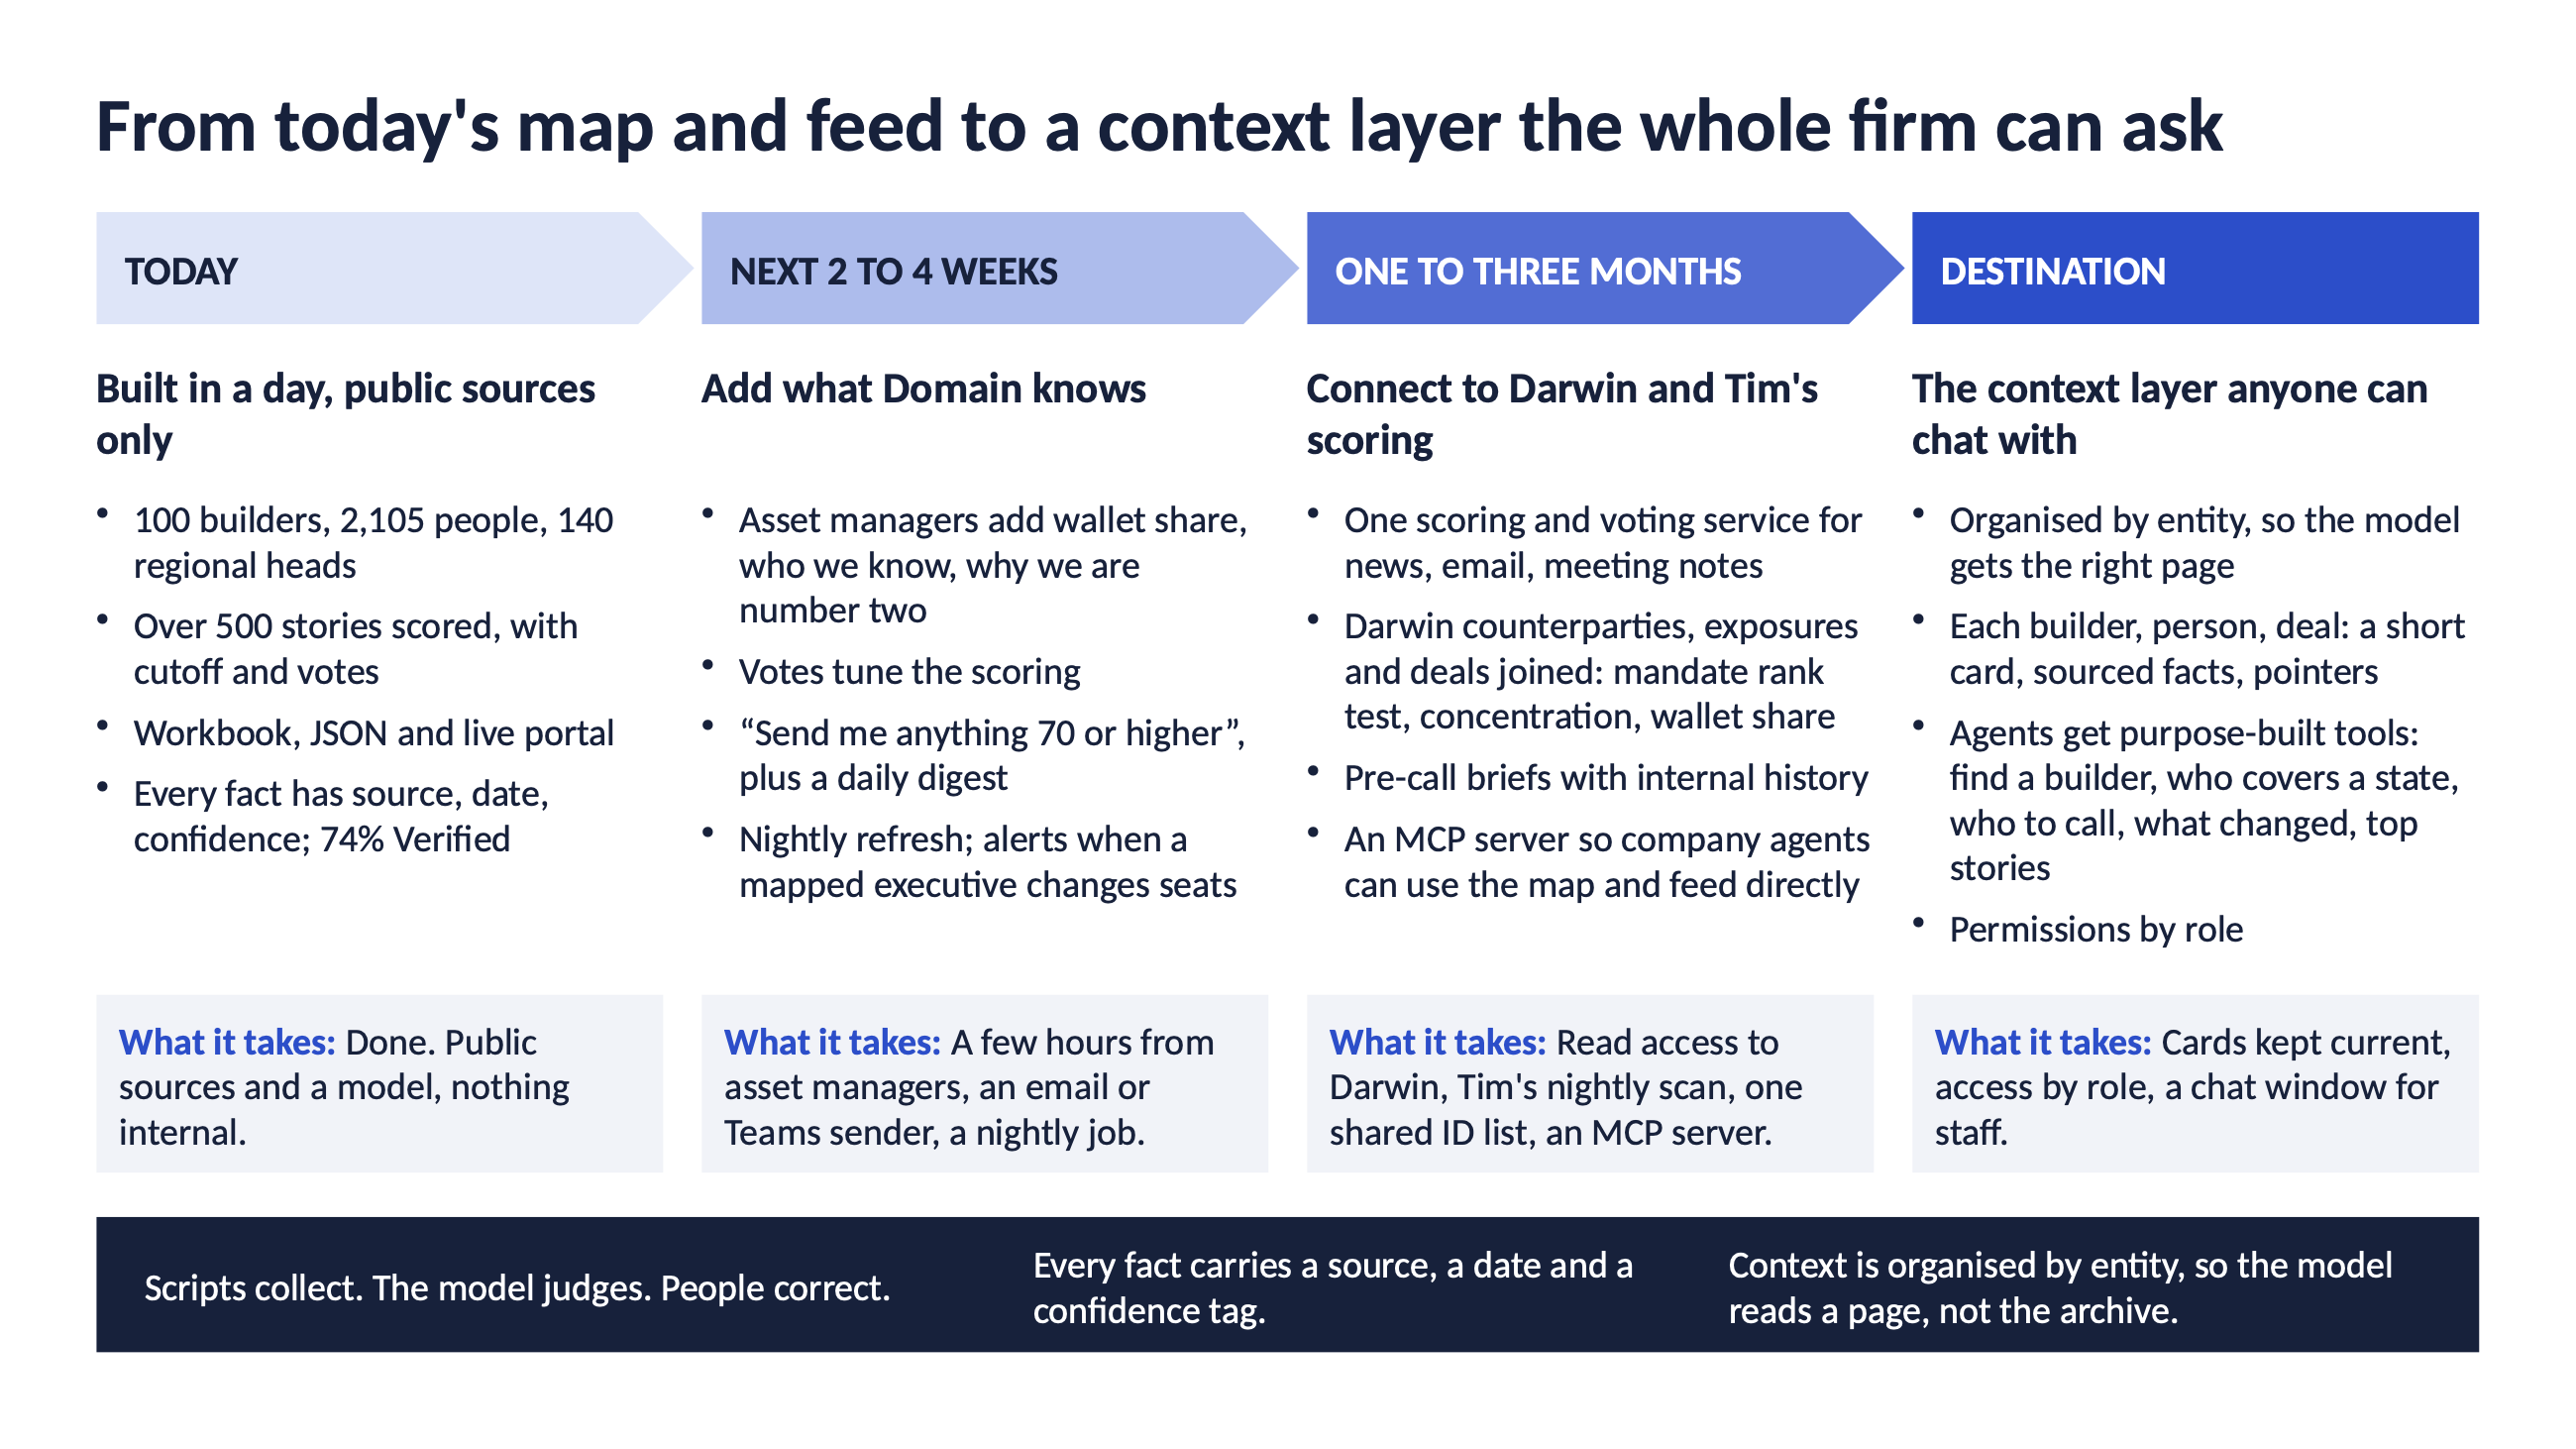 From today's map and feed to a context layer the whole firm can ask
TODAY
NEXT 2 TO 4 WEEKS
ONE TO THREE MONTHS
DESTINATION
Built in a day, public sources
only
• 100 builders, 2,105 people, 140
regional heads
• Over 500 stories scored, with
cutoff and votes
• Workbook, JSON and live portal
• Every fact has source, date,
confidence; 74% Verified
What it takes: Done. Public
sources and a model, nothing
internal.
Add what Domain knows
• Asset managers add wallet share,
who we know, why we are
number two
• Votes tune the scoring
• “Send me anything 70 or higher”,
plus a daily digest
• Nightly refresh; alerts when a
mapped executive changes seats
What it takes: A few hours from
asset managers, an email or
Teams sender, a nightly job.
Connect to Darwin and Tim's
scoring
• One scoring and voting service for
news, email, meeting notes
• Darwin counterparties, exposures
and deals joined: mandate rank
test, concentration, wallet share
• Pre-call briefs with internal history
• An MCP server so company agents
can use the map and feed directly
What it takes: Read access to
Darwin, Tim's nightly scan, one
shared ID list, an MCP server.
The context layer anyone can
chat with
• Organised by entity, so the model
gets the right page
• Each builder, person, deal: a short
card, sourced facts, pointers
• Agents get purpose-built tools:
find a builder, who covers a state,
who to call, what changed, top
stories
• Permissions by role
What it takes: Cards kept current,
access by role, a chat window for
staff.
Scripts collect. The model judges. People correct.
Every fact carries a source, a date and a
confidence tag.
Context is organised by entity, so the model
reads a page, not the archive.